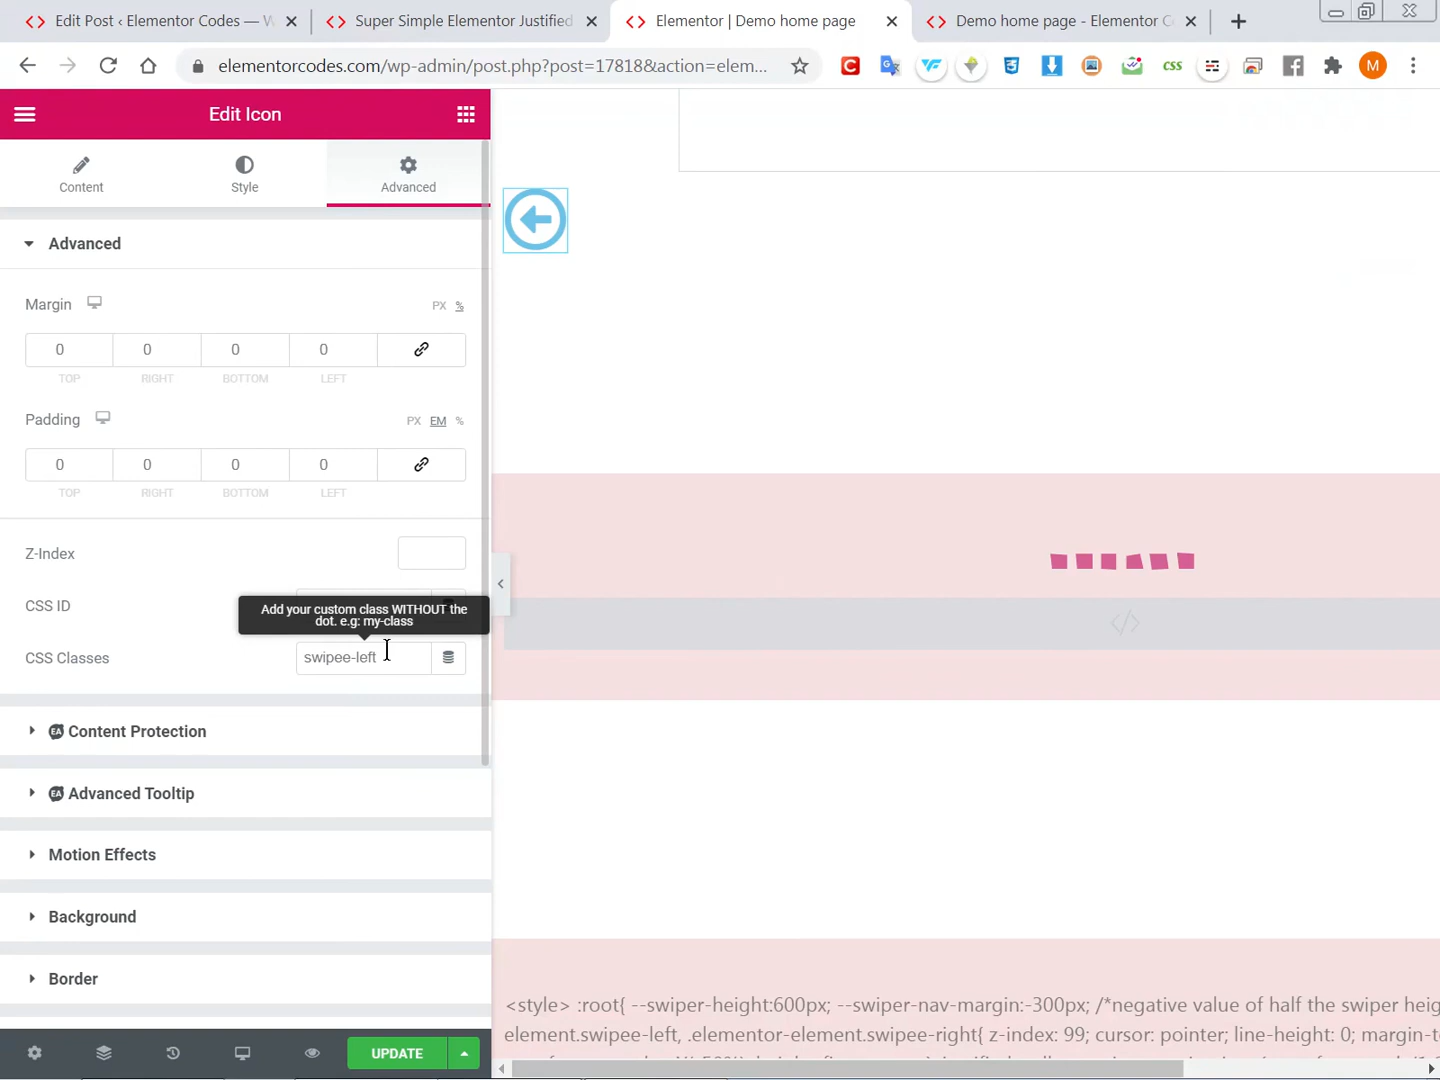 Edit Post ‹ Elementor Codes —
Super Simple Elementor Justified
Elementor | Demo home page
Demo home page - Elementor C
elementorcodes.com/wp-admin/post.php?post=17818&action=elem...
css
M
Edit Icon
Content
Style
Advanced
Advanced
Margin
PX %
0 0 0 0
TOP RIGHT BOTTOM LEFT
Padding
PX EM %
0 0 0 0
TOP RIGHT BOTTOM LEFT
Z-Index
CSS ID
Add your custom class WITHOUT the
dot. e.g: my-class
CSS Classes
swipee-left
EA Content Protection
EA Advanced Tooltip
Motion Effects
Background
Border
UPDATE
<style> :root{ --swiper-height:600px; --swiper-nav-margin:-300px; /*negative value of half the swiper heig
element.swipee-left, .elementor-element.swipee-right{ z-index: 99; cursor: pointer; line-height: 0; margin-t